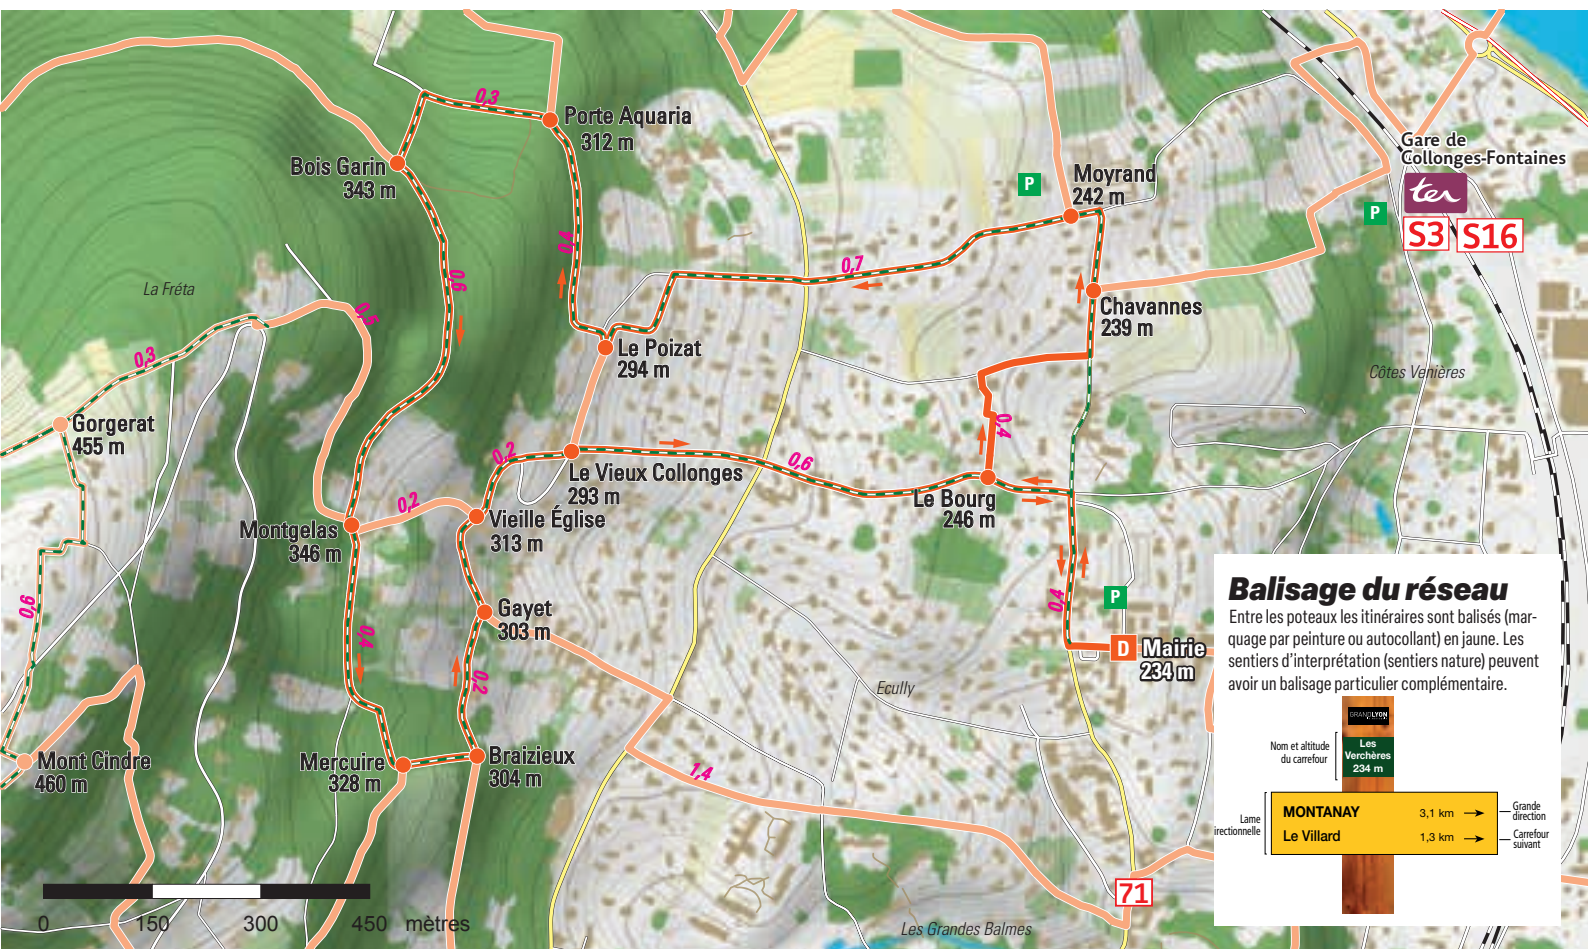 0,3
Porte Aquaria
312 m
Bois Garin
343 m
Gare de
Collonges-Fontaines
ter
S3
S16
P
Moyrand
242 m
P
0,4
0,7
0,6
La Fréta
0,5
Chavannes
239 m
0,3
Le Poizat
294 m
Côtes Venières
Gorgerat
455 m
0,4
0,2
0,6
Le Vieux Collonges
293 m
Le Bourg
246 m
0,2
Vieille Église
313 m
Montgelas
346 m
0,6
Gayet
303 m
0,4
P
0,4
D
Mairie
234 m
0,2
Ecully
Mont Cindre
460 m
Mercuire
328 m
Braizieux
304 m
1,4
71
Les Grandes Balmes
0
150
300
450
mètres
Balisage du réseau
Entre les poteaux les itinéraires sont balisés (mar-
quage par peinture ou autocollant) en jaune. Les
sentiers d'interprétation (sentiers nature) peuvent
avoir un balisage particulier complémentaire.
GRANDLYON
Nom et altitude
du carrefour
Les
Verchères
234 m
Lame
irectionnelle
MONTANAY
3,1 km
Grande
direction
Le Villard
1,3 km
Carrefour
suivant